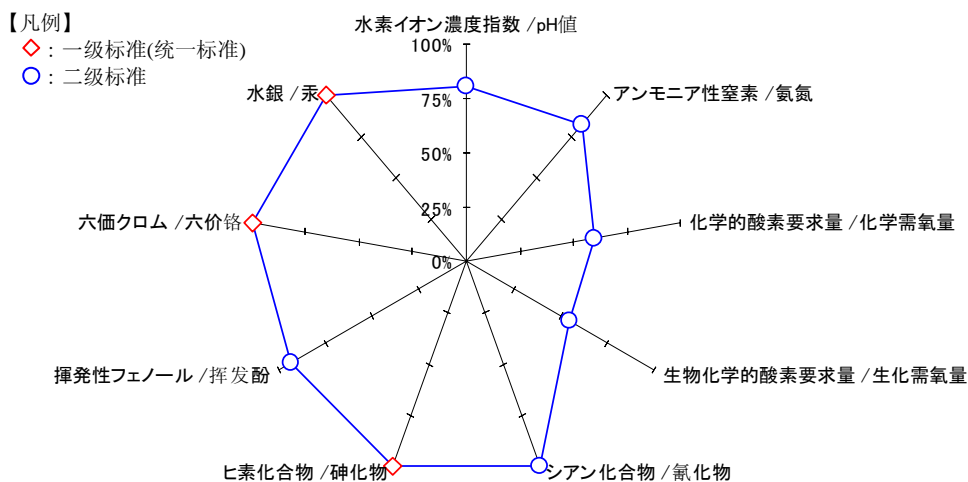 【凡例】
◇：一级标准(统一标准)
○：二级标准
水素イオン濃度指数 /pH値
100%
75%
50%
25%
0%
アンモニア性窒素 /氨氮
化学的酸素要求量 /化学需氧量
生物化学的酸素要求量 /生化需氧量
シアン化合物 /氰化物
ヒ素化合物 /砷化物
揮発性フェノール /挥发酚
六価クロム /六价铬
水銀 /汞